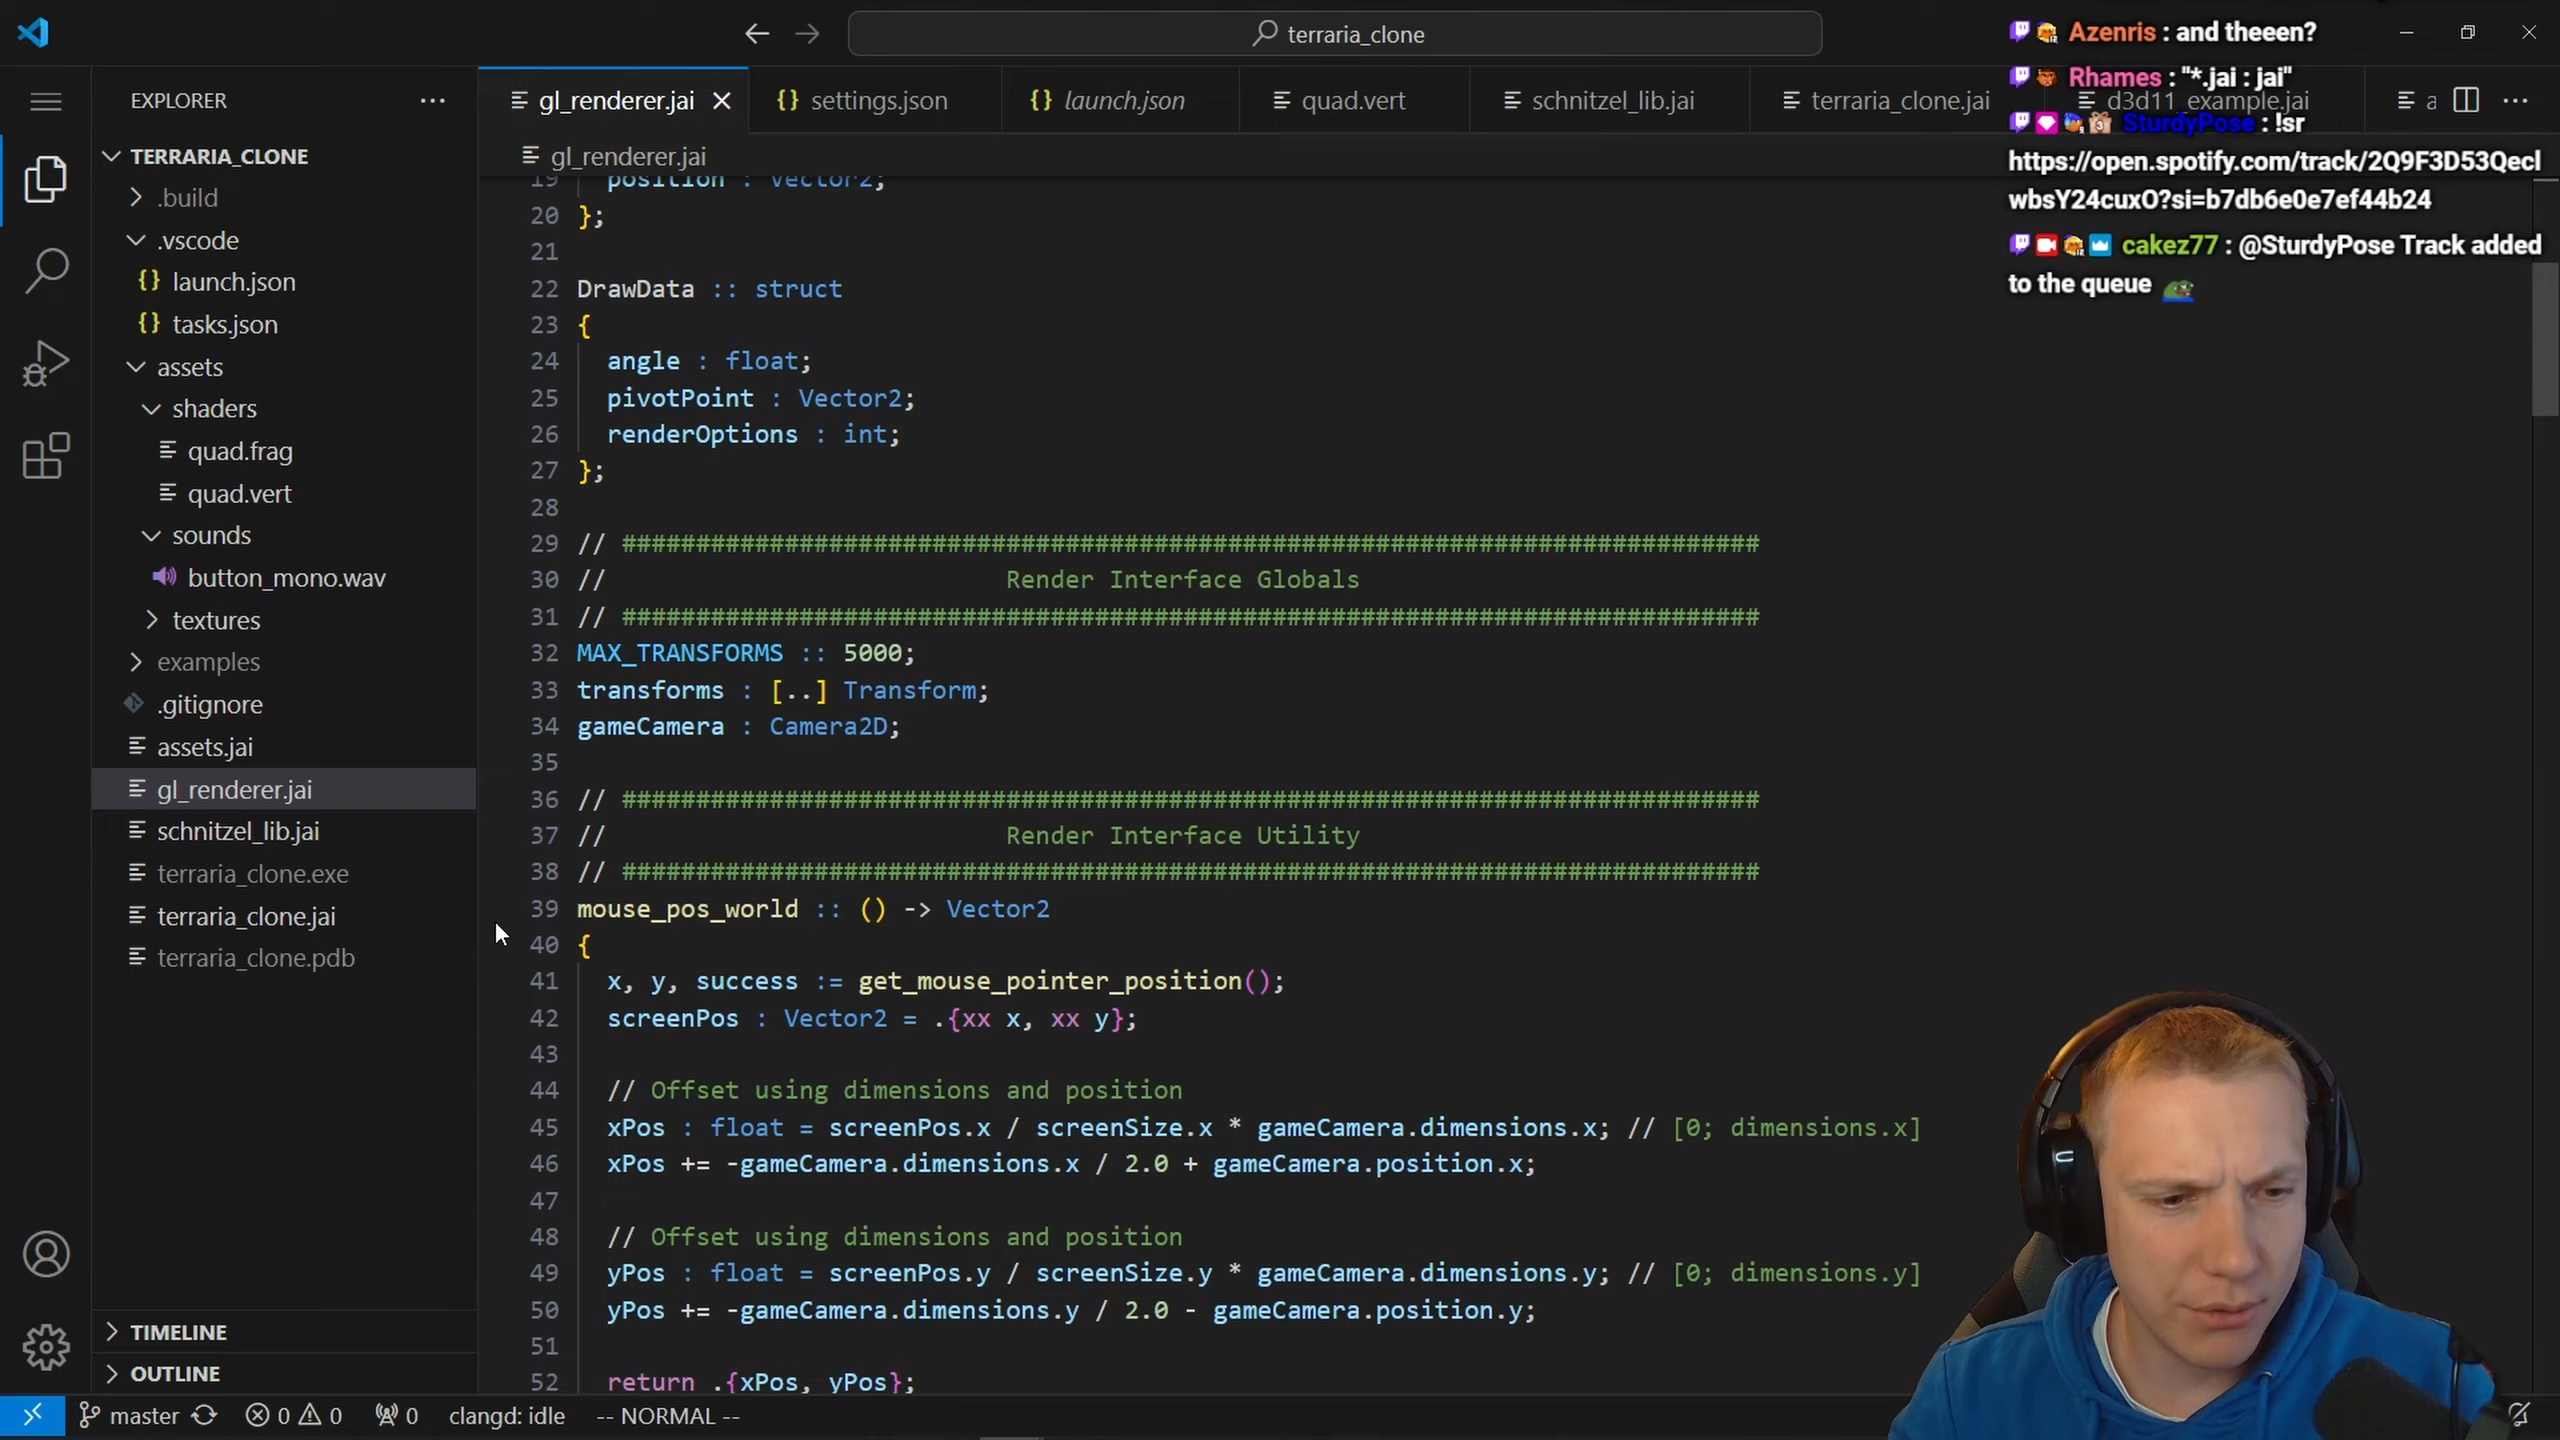 terraria_clone
EXPLORER
gl_renderer.jai
settings.json
launch.json
quad.vert
schnitzel_lib.jai
terraria_clone.jai
d3d11_example.jai
a
Azenris : and theeen?
Rhames : "*.jai : jai"
SturdyPose : !sr
https://open.spotify.com/track/2Q9F3D53Qecl
wbsY24cuxO?si=b7db6e0e7ef44b24
cakez77 : @SturdyPose Track added
to the queue
TERRARIA_CLONE
.build
.vscode
launch.json
tasks.json
assets
shaders
quad.frag
quad.vert
sounds
button_mono.wav
textures
examples
.gitignore
assets.jai
gl_renderer.jai
schnitzel_lib.jai
terraria_clone.exe
terraria_clone.jai
terraria_clone.pdb
TIMELINE
OUTLINE
gl_renderer.jai
19 position : Vector2;
20 };
21
22 DrawData :: struct
23 {
24 angle : float;
25 pivotPoint : Vector2;
26 renderOptions : int;
27 };
28
29 // #############################################################################
30 // Render Interface Globals
31 // #############################################################################
32 MAX_TRANSFORMS :: 5000;
33 transforms : [..] Transform;
34 gameCamera : Camera2D;
35
36 // #############################################################################
37 // Render Interface Utility
38 // #############################################################################
39 mouse_pos_world :: () -> Vector2
40 {
41 x, y, success := get_mouse_pointer_position();
42 screenPos : Vector2 = .{xx x, xx y};
43
44 // Offset using dimensions and position
45 xPos : float = screenPos.x / screenSize.x * gameCamera.dimensions.x; // [0; dimensions.x]
46 xPos += -gameCamera.dimensions.x / 2.0 + gameCamera.position.x;
47
48 // Offset using dimensions and position
49 yPos : float = screenPos.y / screenSize.y * gameCamera.dimensions.y; // [0; dimensions.y]
50 yPos += -gameCamera.dimensions.y / 2.0 - gameCamera.position.y;
51
52 return .{xPos, yPos};
master 0 0 0 clangd: idle -- NORMAL --